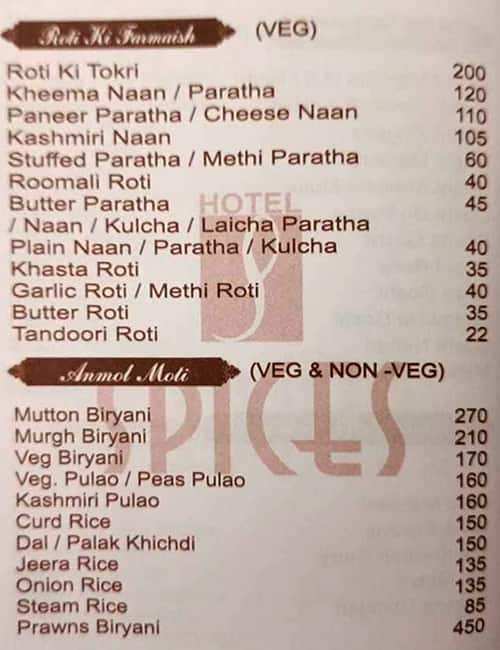 Roti Ki Farmaish (VEG)
Roti Ki Tokri 200
Kheema Naan / Paratha 120
Paneer Paratha / Cheese Naan 110
Kashmiri Naan 105
Stuffed Paratha / Methi Paratha 60
Roomali Roti 40
Butter Paratha 45
/ Naan / Kulcha / Laicha Paratha
Plain Naan / Paratha / Kulcha 40
Khasta Roti 35
Garlic Roti / Methi Roti 40
Butter Roti 35
Tandoori Roti 22
HOTEL
SPICES
Anmol Moti (VEG & NON -VEG)
Mutton Biryani 270
Murgh Biryani 210
Veg Biryani 170
Veg. Pulao / Peas Pulao 160
Kashmiri Pulao 160
Curd Rice 150
Dal / Palak Khichdi 150
Jeera Rice 135
Onion Rice 135
Steam Rice 85
Prawns Biryani 450